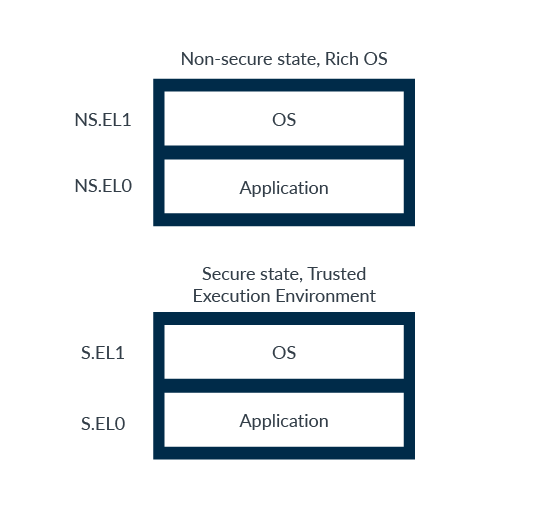 Non-secure state, Rich OS
NS.EL1
OS
NS.EL0
Application
Secure state, Trusted
Execution Environment
S.EL1
OS
S.EL0
Application